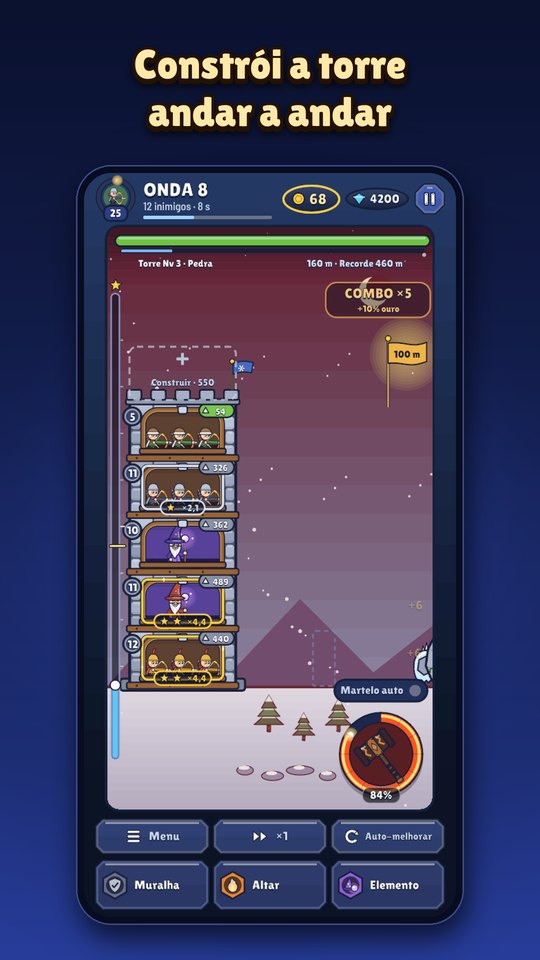 Constrói a torre
andar a andar
ONDA 8
12 inimigos · 8 s
25
68
4200
Torre Nv 3 · Pedra
160 m · Recorde 460 m
COMBO ×5
+10% ouro
100 m
Construir · 550
5
54
11
326
×2,1
10
362
11
489
×4,4
12
440
×4,4
+6
+6
Martelo auto
84%
Menu
×1
Auto-melhorar
Muralha
Altar
Elemento